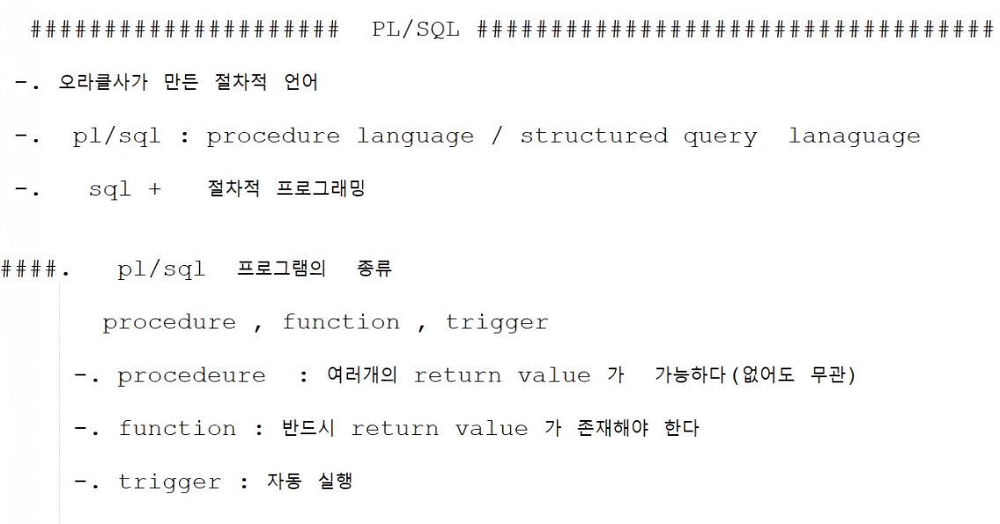 ##################### PL/SQL ###################################
-. 오라클사가 만든 절차적 언어
-. pl/sql : procedure language / structured query lanaguage
-. sql + 절차적 프로그래밍
####. pl/sql 프로그램의 종류
procedure , function , trigger
-. procedeure : 여러개의 return value 가 가능하다(없어도 무관)
-. function : 반드시 return value 가 존재해야 한다
-. trigger : 자동 실행